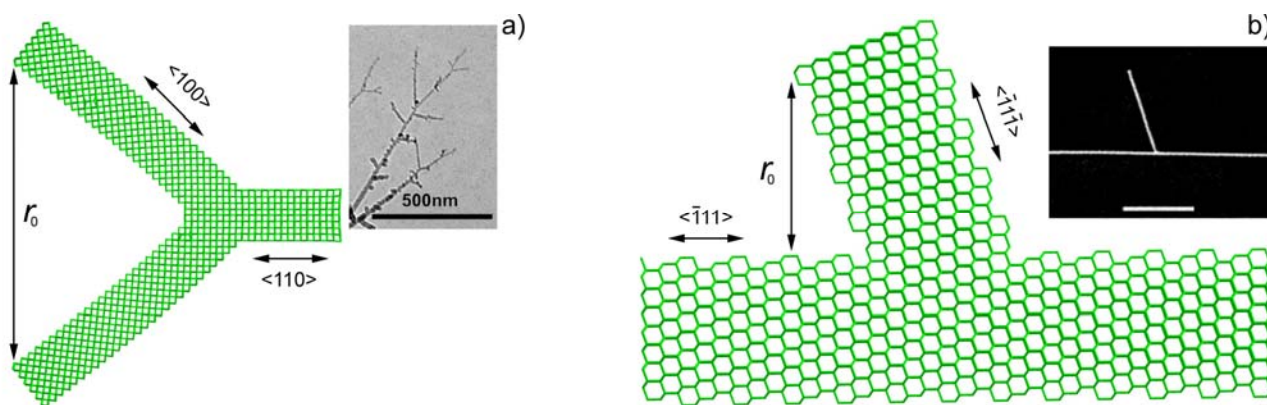 a)
<100>
r₀
500nm
<110>
b)
<1̄11̄>
r₀
<1̄11>